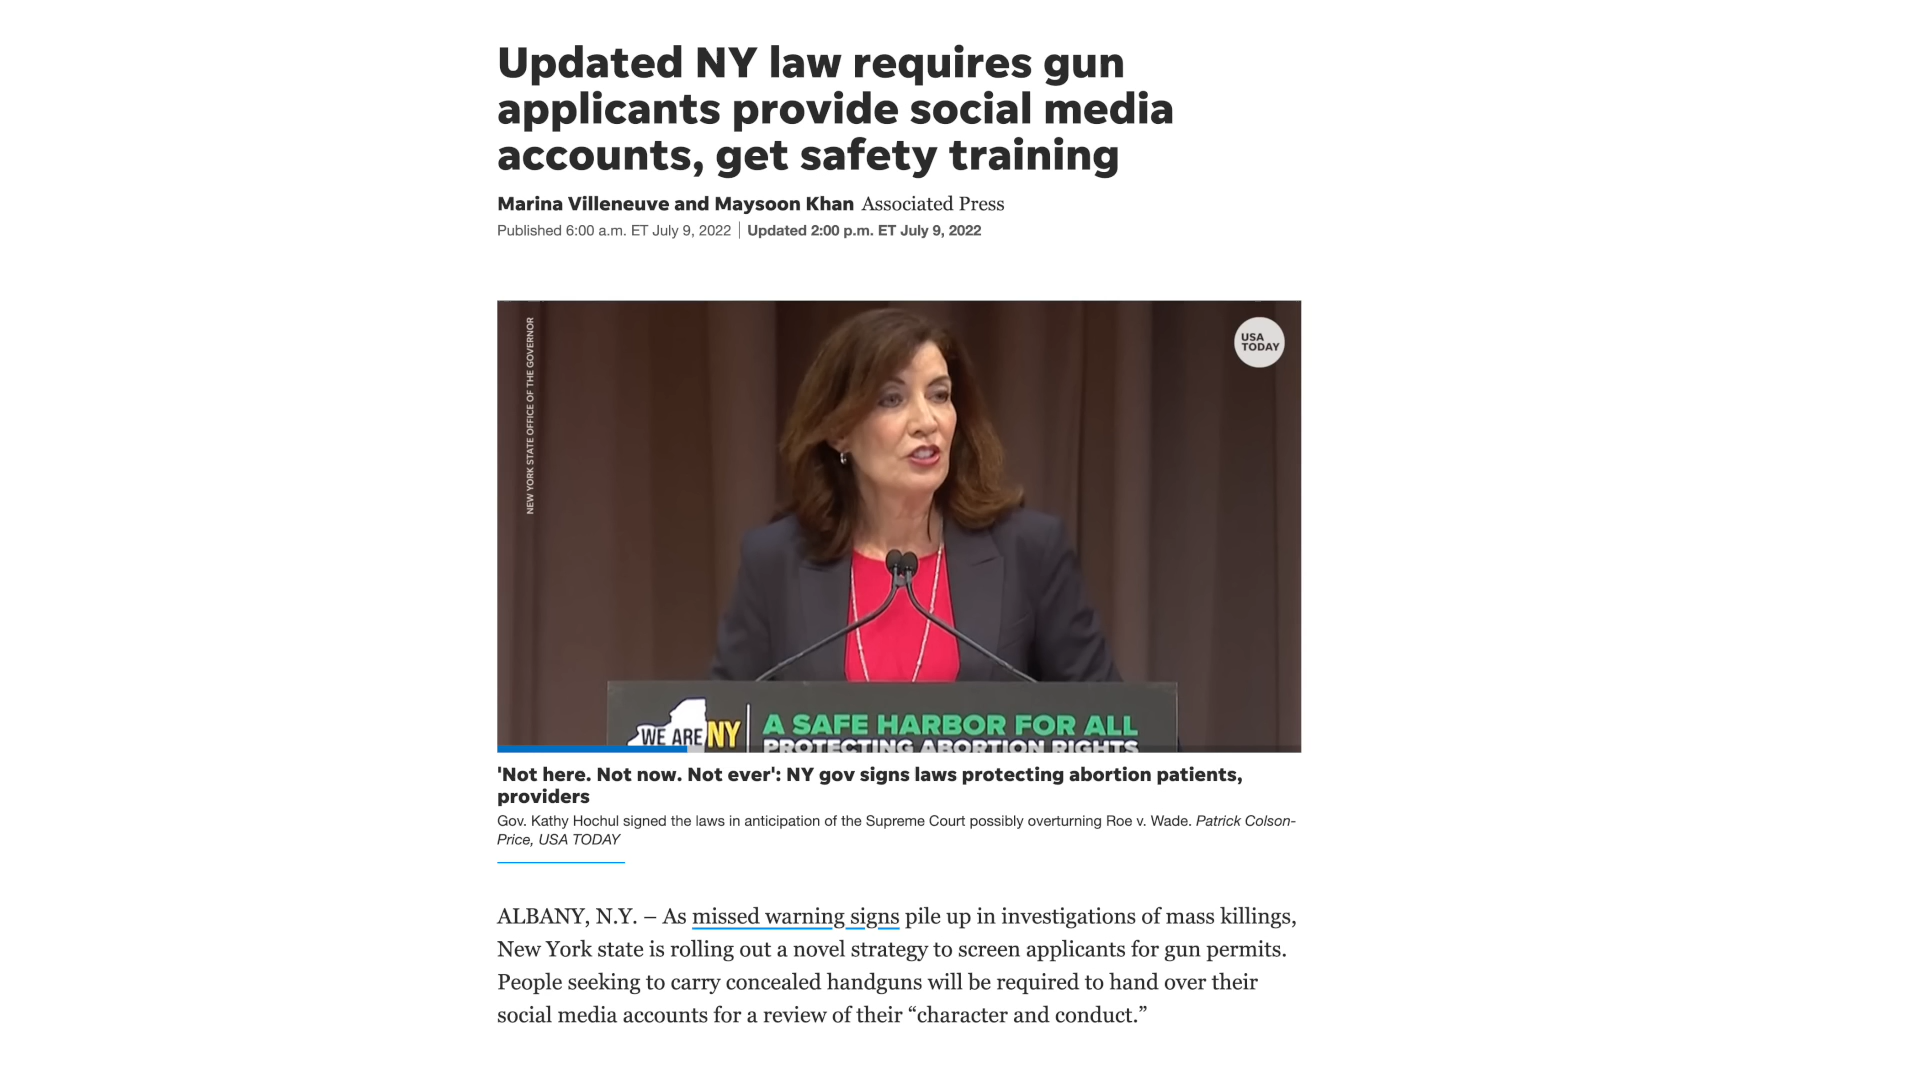 Updated NY law requires gun
applicants provide social media
accounts, get safety training
Marina Villeneuve and Maysoon Khan Associated Press
Published 6:00 a.m. ET July 9, 2022 | Updated 2:00 p.m. ET July 9, 2022
NEW YORK STATE OFFICE OF THE GOVERNOR
USA
TODAY
WE ARE NY
A SAFE HARBOR FOR ALL
PROTECTING ABORTION RIGHTS
'Not here. Not now. Not ever': NY gov signs laws protecting abortion patients,
providers
Gov. Kathy Hochul signed the laws in anticipation of the Supreme Court possibly overturning Roe v. Wade. Patrick Colson-
Price, USA TODAY
ALBANY, N.Y. – As missed warning signs pile up in investigations of mass killings,
New York state is rolling out a novel strategy to screen applicants for gun permits.
People seeking to carry concealed handguns will be required to hand over their
social media accounts for a review of their “character and conduct.”